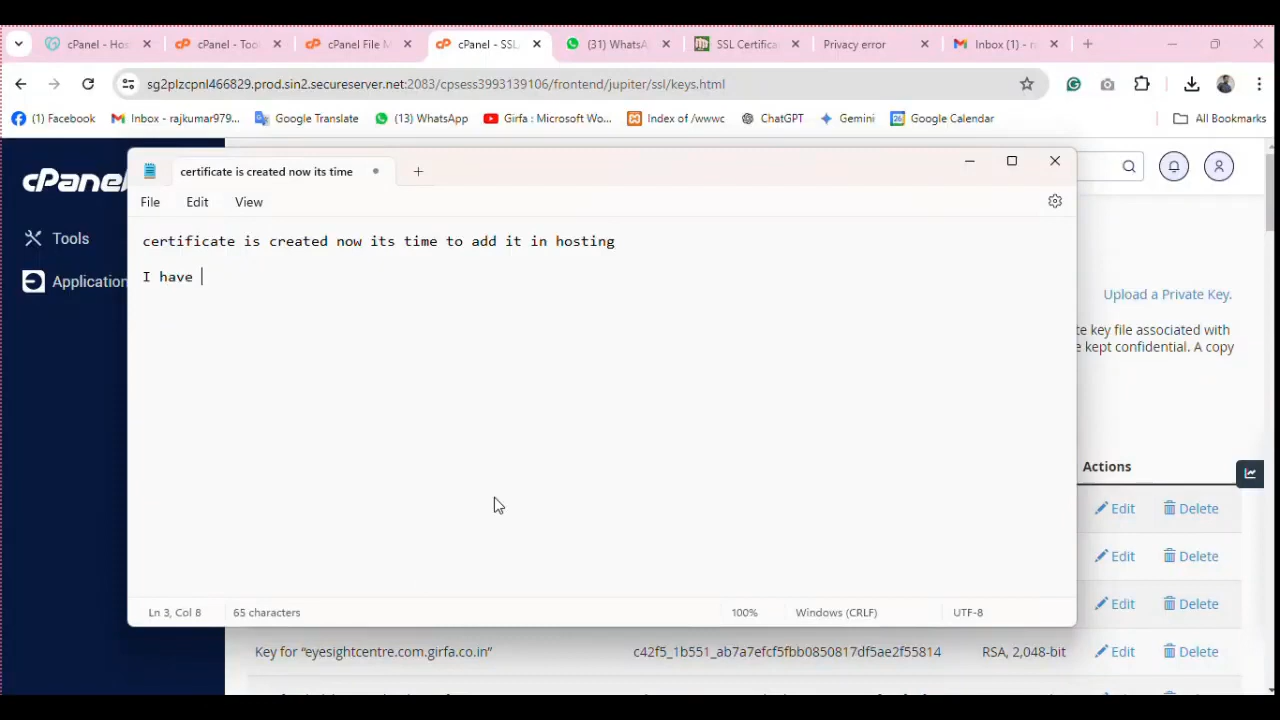 cPanel - Hos
cPanel - Too
cPanel File M
cPanel - SSL
(31) WhatsA
SSL Certifica
Privacy error
Inbox (1) - r
sg2plzcpnl466829.prod.sin2.secureserver.net:2083/cpsess3993139106/frontend/jupiter/ssl/keys.html
(1) Facebook
Inbox - rajkumar979...
Google Translate
(13) WhatsApp
Girfa : Microsoft Wo...
Index of /wwwc
ChatGPT
Gemini
Google Calendar
All Bookmarks
cPanel
Tools
Application
certificate is created now its time
File
Edit
View
certificate is created now its time to add it in hosting
I have
Ln 3, Col 8
65 characters
100%
Windows (CRLF)
UTF-8
Upload a Private Key.
te key file associated with
e kept confidential. A copy
Actions
Edit
Delete
Edit
Delete
Edit
Delete
Key for “eyesightcentre.com.girfa.co.in”
RSA, 2,048-bit
Edit
Delete